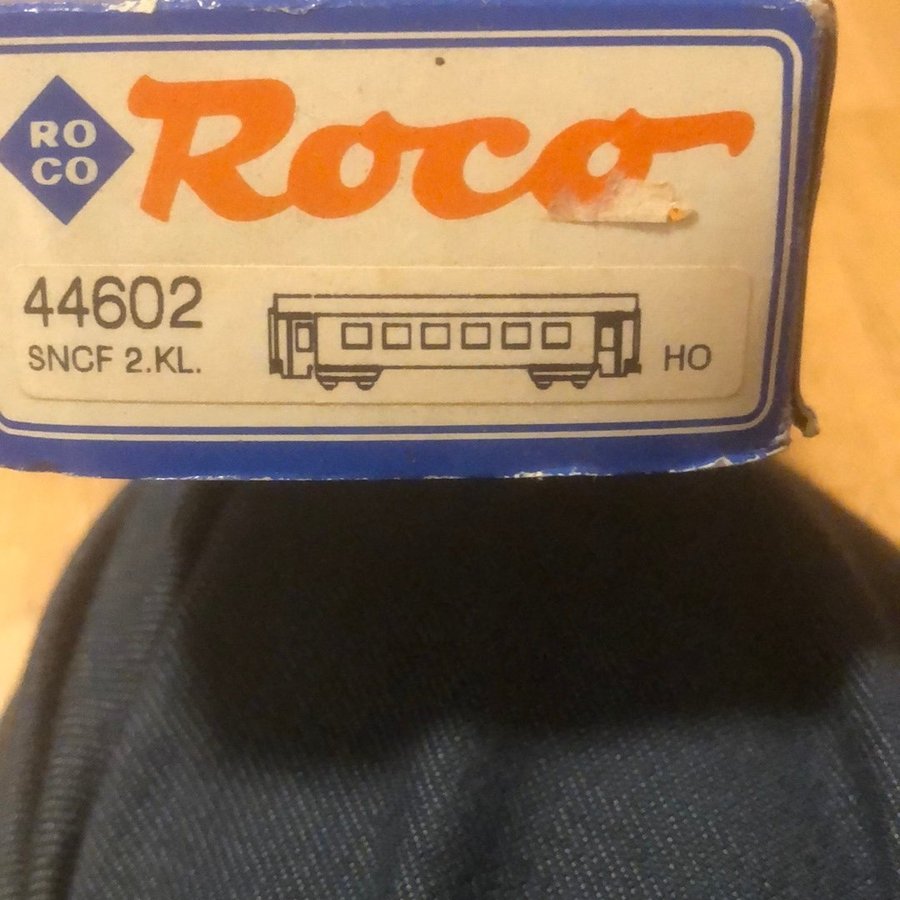 RO
CO
Roco
44602
SNCF 2.KL.
HO